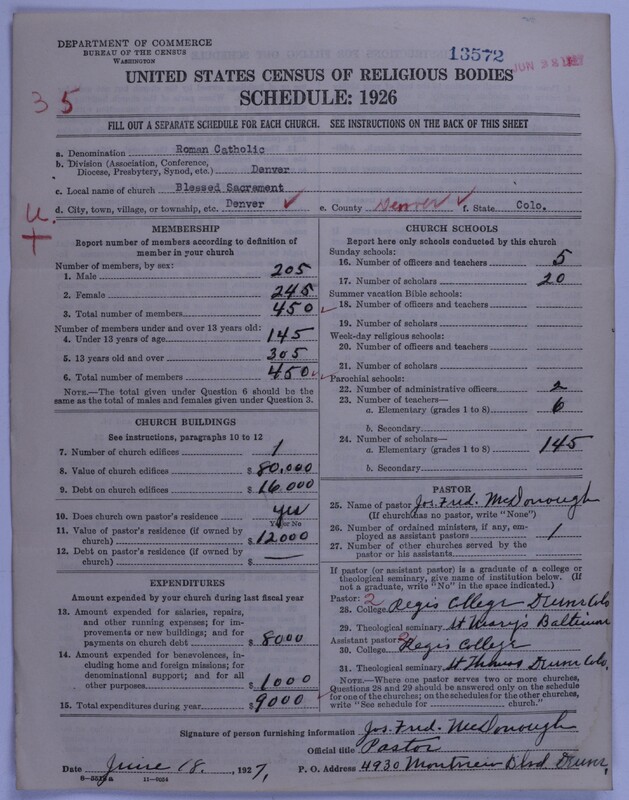 DEPARTMENT OF COMMERCE
BUREAU OF THE CENSUS
WASHINGTON
13572
JUN 28 1927
UNITED STATES CENSUS OF RELIGIOUS BODIES
SCHEDULE: 1926
35
FILL OUT A SEPARATE SCHEDULE FOR EACH CHURCH. SEE INSTRUCTIONS ON THE BACK OF THIS SHEET
a. Denomination Roman Catholic
b. Division (Association, Conference, Diocese, Presbytery, Synod, etc.) Denver
c. Local name of church Blessed Sacrament
d. City, town, village, or township, etc. Denver e. County Denver f. State Colo.
U.
MEMBERSHIP
Report number of members according to definition of member in your church
Number of members, by sex:
1. Male 205
2. Female 245
3. Total number of members 450
Number of members under and over 13 years old:
4. Under 13 years of age 145
5. 13 years old and over 305
6. Total number of members 450
NOTE.—The total given under Question 6 should be the same as the total of males and females given under Question 3.
CHURCH BUILDINGS
See instructions, paragraphs 10 to 12
7. Number of church edifices 1
8. Value of church edifices $80,000
9. Debt on church edifices $16000
10. Does church own pastor's residence yes
Yes or No
11. Value of pastor's residence (if owned by church) $12000
12. Debt on pastor's residence (if owned by church) $ —
EXPENDITURES
Amount expended by your church during last fiscal year
13. Amount expended for salaries, repairs, and other running expenses; for improvements or new buildings; and for payments on church debt $8000
14. Amount expended for benevolences, including home and foreign missions; for denominational support; and for all other purposes $1000
15. Total expenditures during year $9000
CHURCH SCHOOLS
Report here only schools conducted by this church
Sunday schools:
16. Number of officers and teachers 5
17. Number of scholars 20
Summer vacation Bible schools:
18. Number of officers and teachers
19. Number of scholars
Week-day religious schools:
20. Number of officers and teachers
21. Number of scholars
Parochial schools:
22. Number of administrative officers 2
23. Number of teachers—
a. Elementary (grades 1 to 8) 6
b. Secondary
24. Number of scholars—
a. Elementary (grades 1 to 8) 145
b. Secondary
PASTOR
25. Name of pastor Jos. Fred. McDonough
(If church has no pastor, write "None")
26. Number of ordained ministers, if any, employed as assistant pastors 1
27. Number of other churches served by the pastor or his assistants
If pastor (or assistant pastor) is a graduate of a college or theological seminary, give name of institution below. (If not a graduate, write "No" in the space indicated.)
Pastor: 2
28. College Regis College Denver Colo
29. Theological seminary St Mary's Baltimore
Assistant pastor:
30. College Regis College
31. Theological seminary St Thomas Denver Colo.
NOTE.—Where one pastor serves two or more churches, Questions 28 and 29 should be answered only on the schedule for one of the churches; on the schedules for the other churches, write "See schedule for church."
Signature of person furnishing information Jos. Fred. McDonough
Official title Pastor
Date June 18, 1927, P. O. Address 4930 Montview Blvd Denver,
11—9054